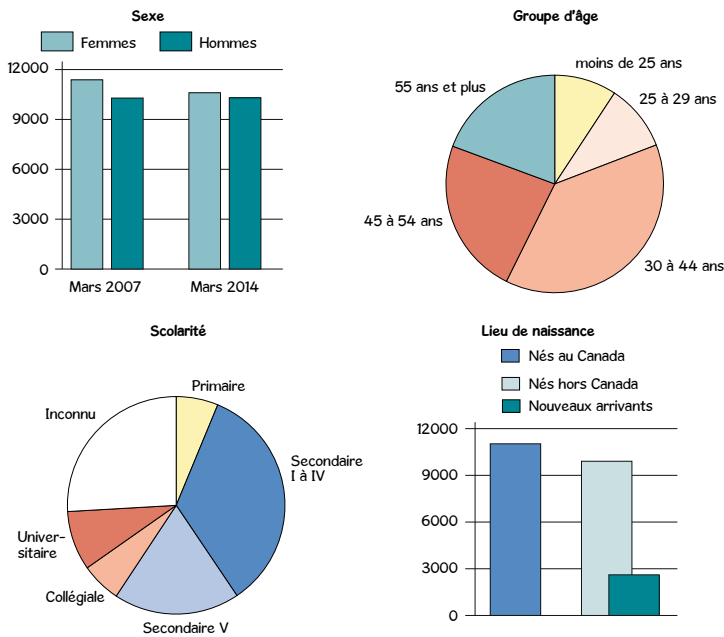 Sexe
Femmes
Hommes
12000
9000
6000
3000
0
Mars 2007
Mars 2014
Groupe d'âge
moins de 25 ans
25 à 29 ans
30 à 44 ans
45 à 54 ans
55 ans et plus
Scolarité
Primaire
Secondaire
I à IV
Secondaire V
Collégiale
Univer-
sitaire
Inconnu
Lieu de naissance
Nés au Canada
Nés hors Canada
Nouveaux arrivants
12000
9000
6000
3000
0